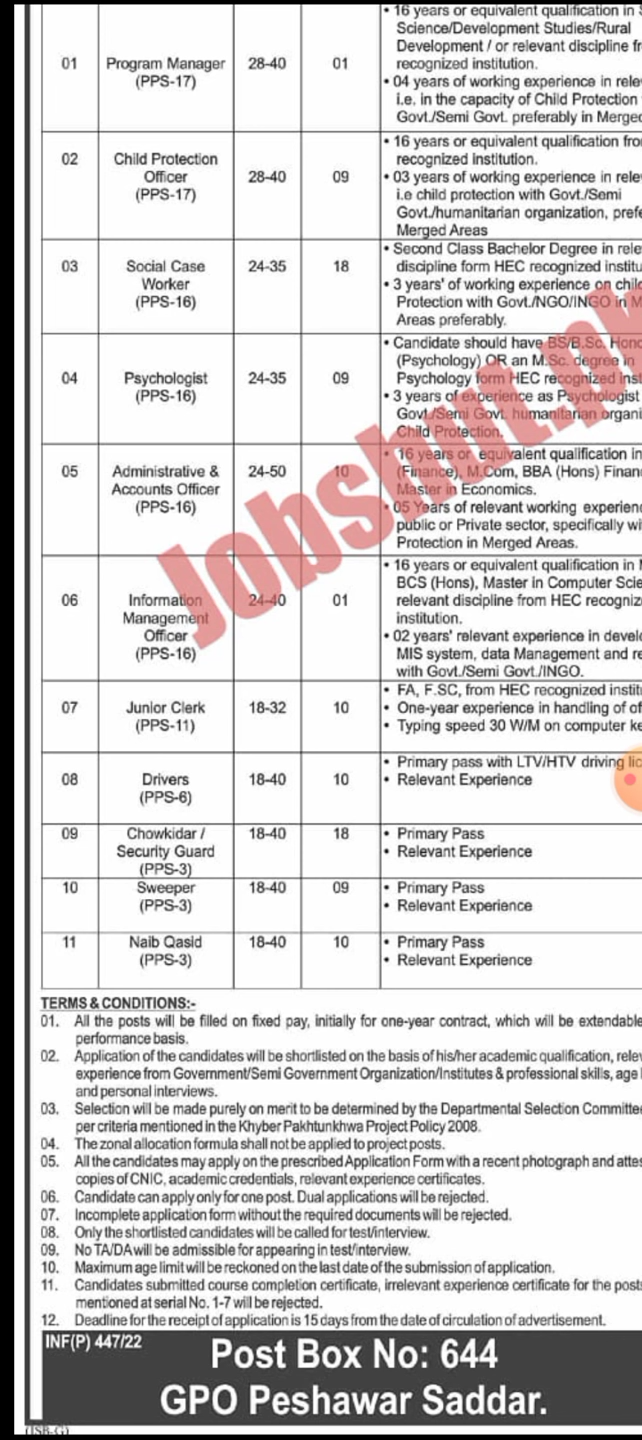 • 16 years or equivalent qualification in
Science/Development Studies/Rural
Development / or relevant discipline
01 Program Manager 28-40 01 recognized institution.
(PPS-17) • 04 years of working experience in
i.e. in the capacity of Child Protection
Govt./Semi Govt. preferably in Merged
• 16 years or equivalent qualification
02 Child Protection recognized institution.
Officer 28-40 09 • 03 years of working experience in
(PPS-17) i.e child protection with Govt./Semi
Govt./humanitarian organization,
Merged Areas
• Second Class Bachelor Degree in
03 Social Case 24-35 18 discipline form HEC recognized
Worker • 3 years' of working experience on
(PPS-16) Protection with Govt./NGO/INGO in
Areas preferably.
• Candidate should have BS/B.Sc.
(Psychology) OR an M.Sc. degree in
04 Psychologist 24-35 09 Psychology form HEC recognized
(PPS-16) • 3 years of experience as Psychologist
Govt./Semi Govt. humanitarian
Child Protection.
• 16 years or equivalent qualification in
05 Administrative & 24-50 10 (Finance), M.Com, BBA (Hons)
Accounts Officer Master in Economics.
(PPS-16) • 05 Years of relevant working
public or Private sector, specifically
Protection in Merged Areas.
• 16 years or equivalent qualification in
BCS (Hons), Master in Computer
06 Information 24-40 01 relevant discipline from HEC
Management institution.
Officer • 02 years' relevant experience in
(PPS-16) MIS system, data Management and
with Govt./Semi Govt./INGO.
• FA, F.SC, from HEC recognized
07 Junior Clerk 18-32 10 • One-year experience in handling of
(PPS-11) • Typing speed 30 W/M on computer
• Primary pass with LTV/HTV driving
08 Drivers 18-40 10 • Relevant Experience
(PPS-6)
09 Chowkidar / 18-40 18 • Primary Pass
Security Guard • Relevant Experience
(PPS-3)
10 Sweeper 18-40 09 • Primary Pass
(PPS-3) • Relevant Experience
11 Naib Qasid 18-40 10 • Primary Pass
(PPS-3) • Relevant Experience
Jobshut.pk
TERMS & CONDITIONS:-
01. All the posts will be filled on fixed pay, initially for one-year contract, which will be extendable
performance basis.
02. Application of the candidates will be shortlisted on the basis of his/her academic qualification,
experience from Government/Semi Government Organization/Institutes & professional skills, age
and personal interviews.
03. Selection will be made purely on merit to be determined by the Departmental Selection Committee
per criteria mentioned in the Khyber Pakhtunkhwa Project Policy 2008.
04. The zonal allocation formula shall not be applied to project posts.
05. All the candidates may apply on the prescribed Application Form with a recent photograph and
copies of CNIC, academic credentials, relevant experience certificates.
06. Candidate can apply only for one post. Dual applications will be rejected.
07. Incomplete application form without the required documents will be rejected.
08. Only the shortlisted candidates will be called for test/interview.
09. No TA/DA will be admissible for appearing in test/interview.
10. Maximum age limit will be reckoned on the last date of the submission of application.
11. Candidates submitted course completion certificate, irrelevant experience certificate for the posts
mentioned at serial No. 1-7 will be rejected.
12. Deadline for the receipt of application is 15 days from the date of circulation of advertisement.
INF(P) 447/22
Post Box No: 644
GPO Peshawar Saddar.
(ISB-G)